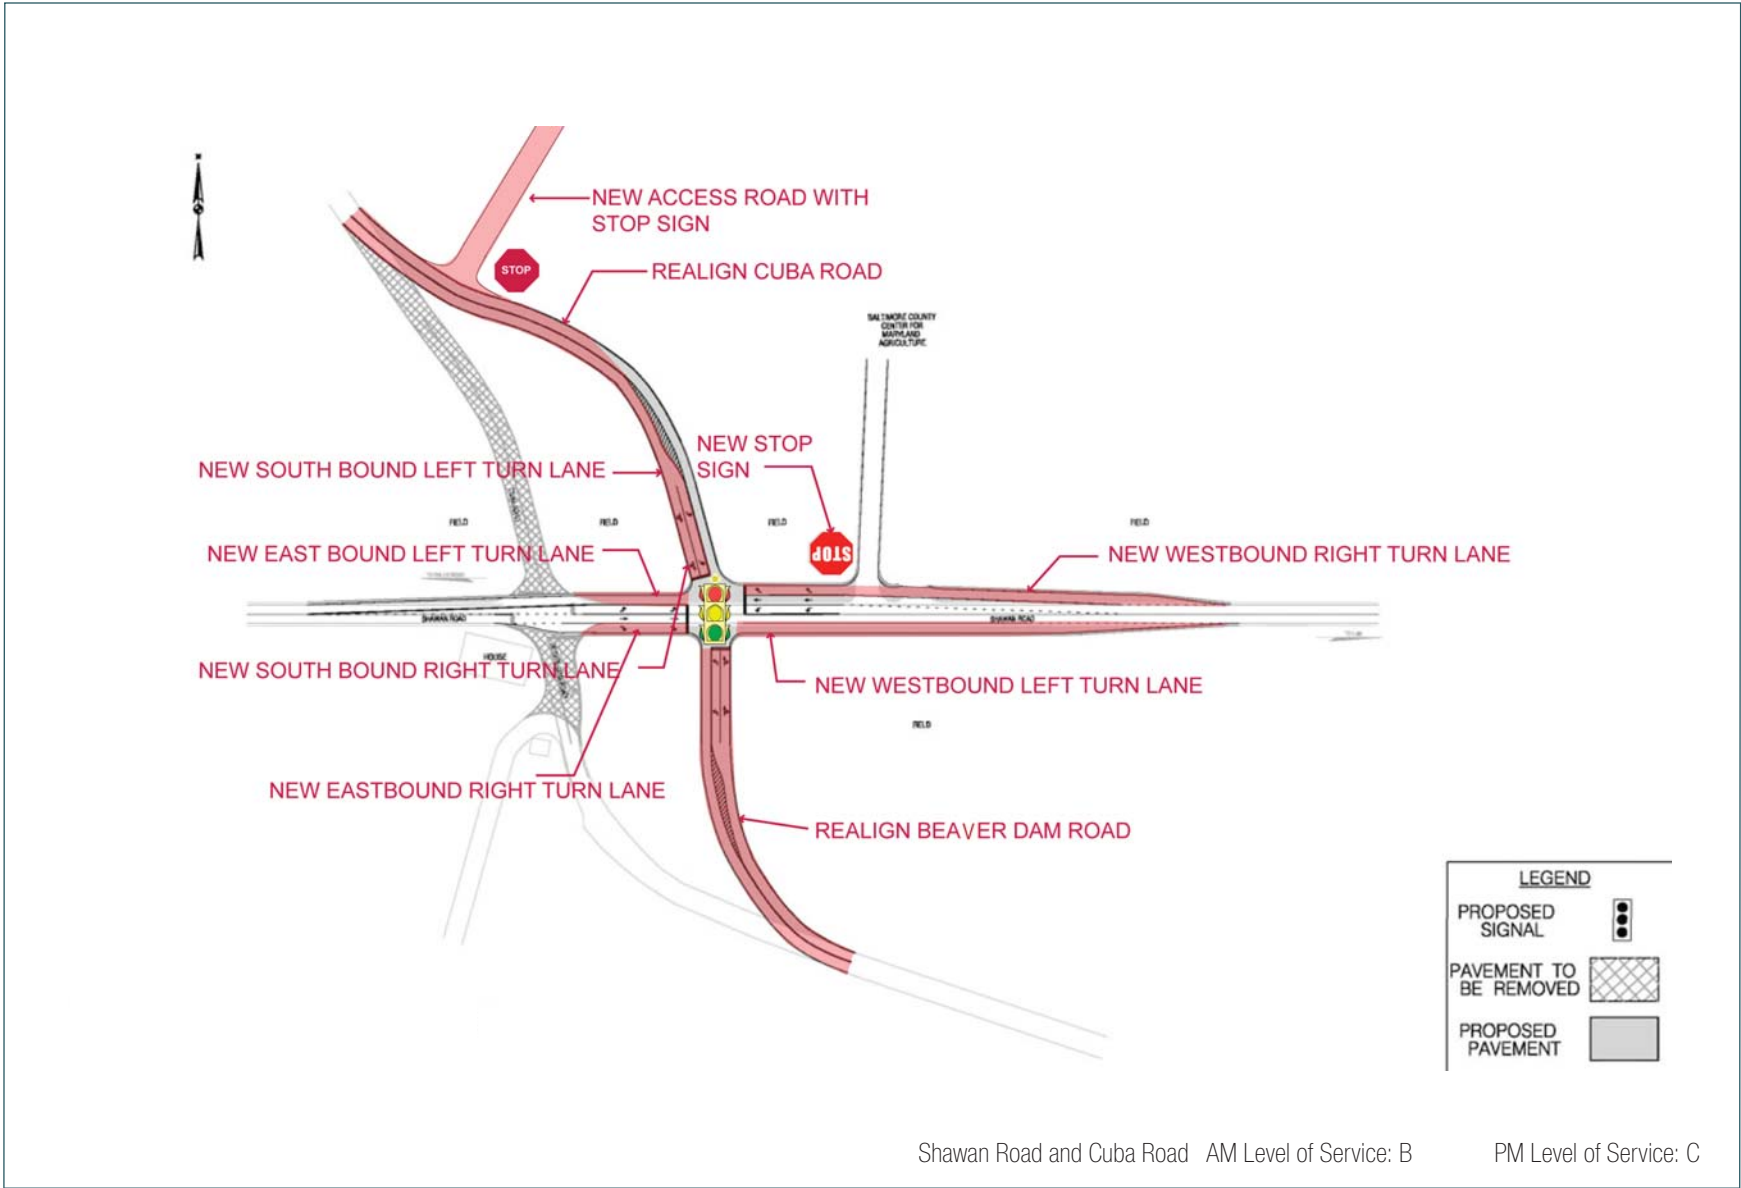 NEW ACCESS ROAD WITH
STOP SIGN
STOP
REALIGN CUBA ROAD
BALTIMORE COUNTY
CENTER FOR
MARYLAND
AGRICULTURE
NEW STOP
SIGN
NEW SOUTH BOUND LEFT TURN LANE
FIELD
FIELD
FIELD
FIELD
NEW EAST BOUND LEFT TURN LANE
STOP
NEW WESTBOUND RIGHT TURN LANE
SHAWAN ROAD
SHAWAN ROAD
HOUSE
NEW SOUTH BOUND RIGHT TURN LANE
NEW WESTBOUND LEFT TURN LANE
FIELD
NEW EASTBOUND RIGHT TURN LANE
REALIGN BEAVER DAM ROAD
LEGEND
PROPOSED
SIGNAL
PAVEMENT TO
BE REMOVED
PROPOSED
PAVEMENT
Shawan Road and Cuba Road AM Level of Service: B PM Level of Service: C